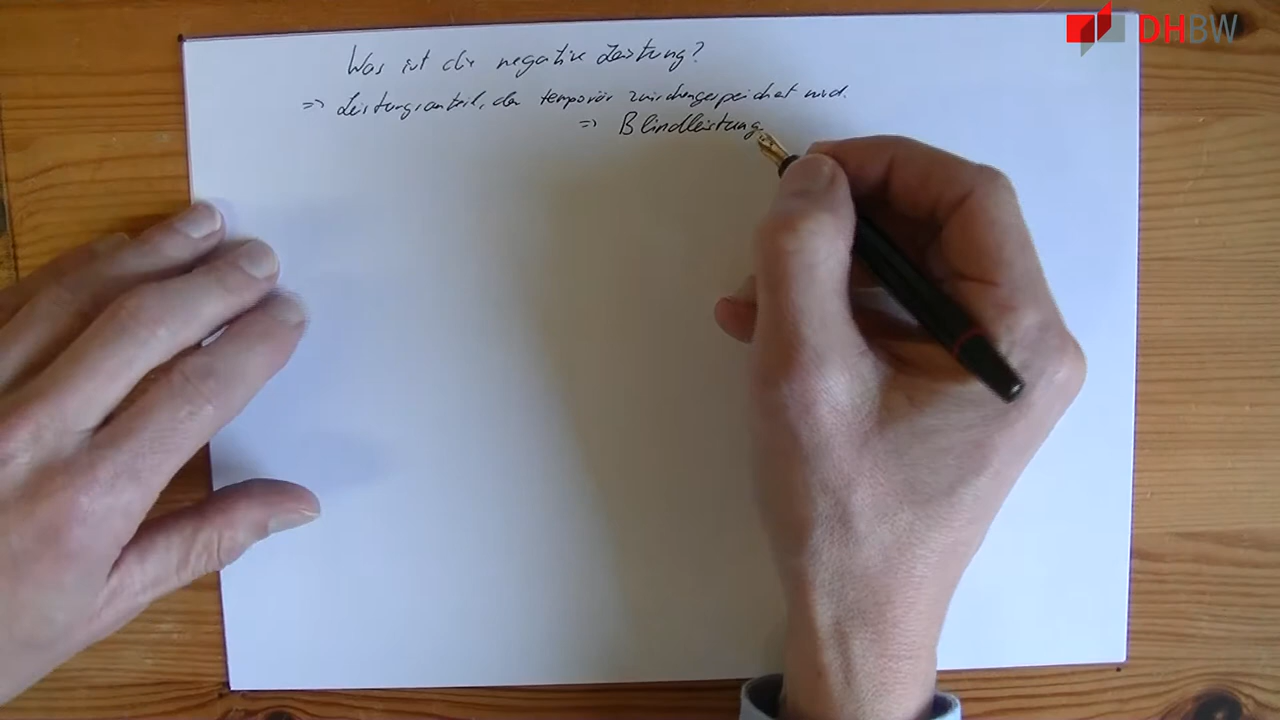 DHBW
Was ist die negative Leistung?
=> Leistungsanteil, der temporär zwischengespeichert wird.
=> Blindleistung